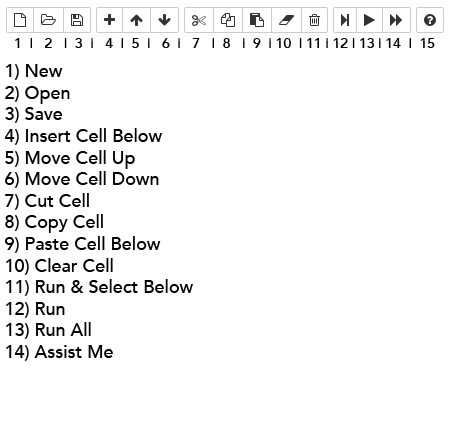 1 | 2 | 3 | 4 | 5 | 6 | 7 | 8 | 9 | 10 | 11 | 12 | 13 | 14 | 15
1) New
2) Open
3) Save
4) Insert Cell Below
5) Move Cell Up
6) Move Cell Down
7) Cut Cell
8) Copy Cell
9) Paste Cell Below
10) Clear Cell
11) Run & Select Below
12) Run
13) Run All
14) Assist Me